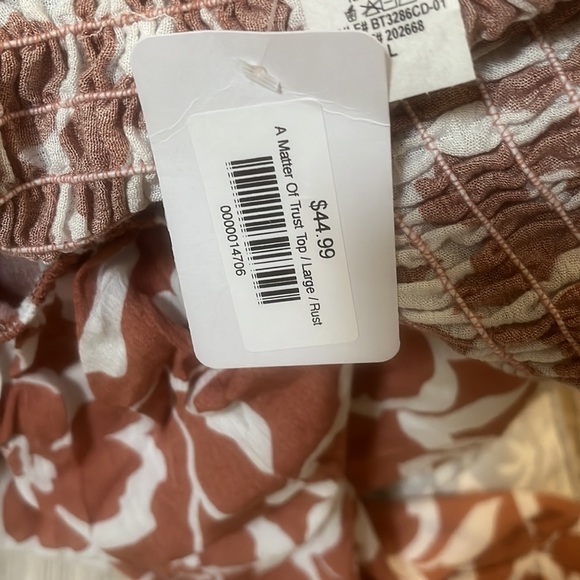 BT3286CD-01
# 202668
L
$44.99
A Matter Of Trust Top / Large / Rust
0000014706